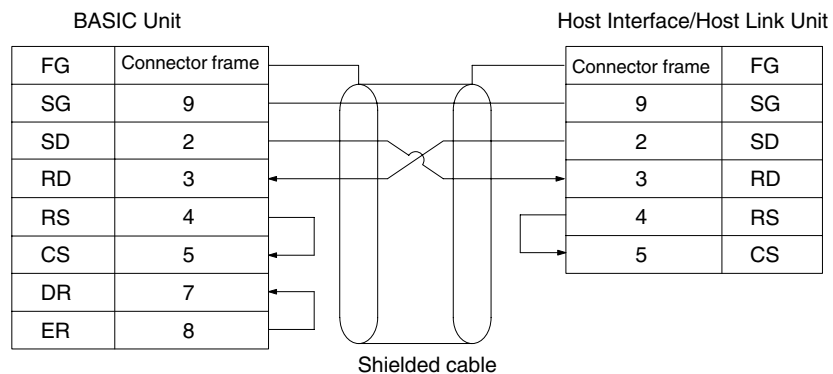 BASIC Unit
Host Interface/Host Link Unit
FG Connector frame
Connector frame FG
SG 9
9 SG
SD 2
2 SD
RD 3
3 RD
RS 4
4 RS
CS 5
5 CS
DR 7
ER 8
Shielded cable